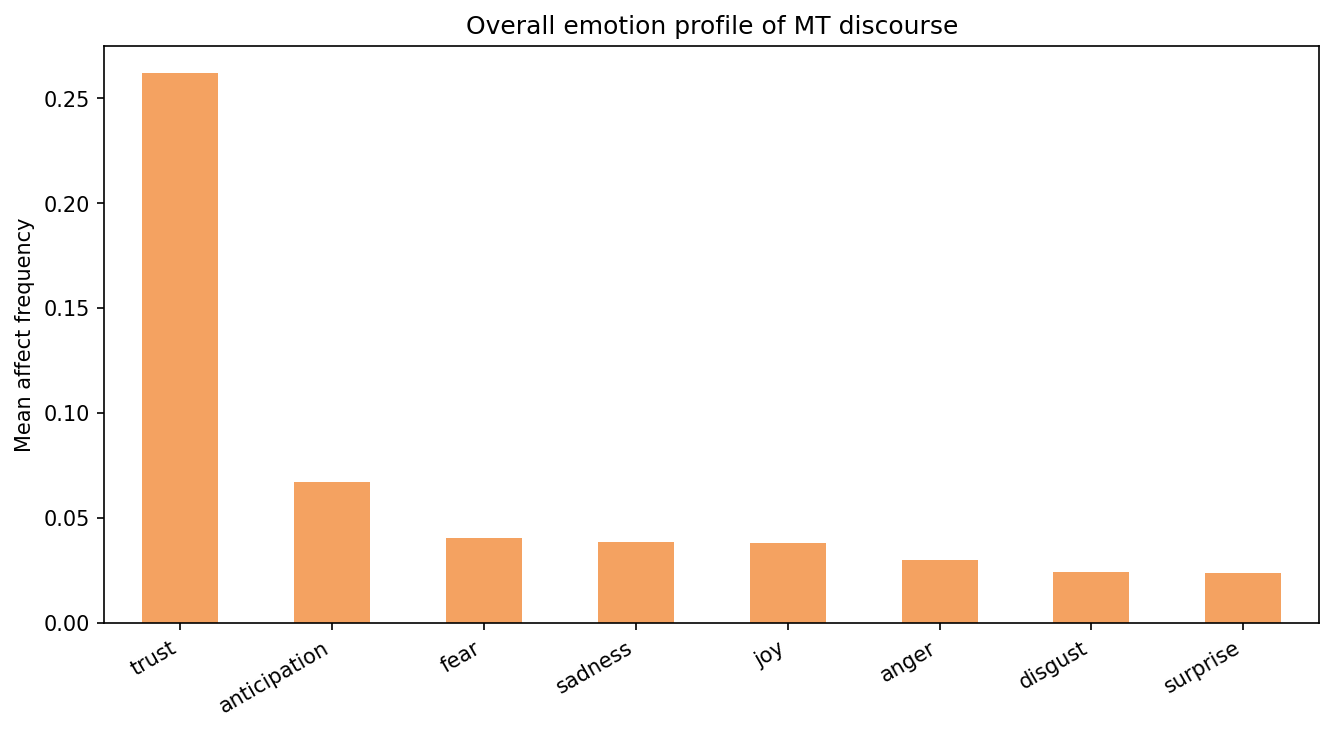 Overall emotion profile of MT discourse
Mean affect frequency
0.25
0.20
0.15
0.10
0.05
0.00
trust
anticipation
fear
sadness
joy
anger
disgust
surprise